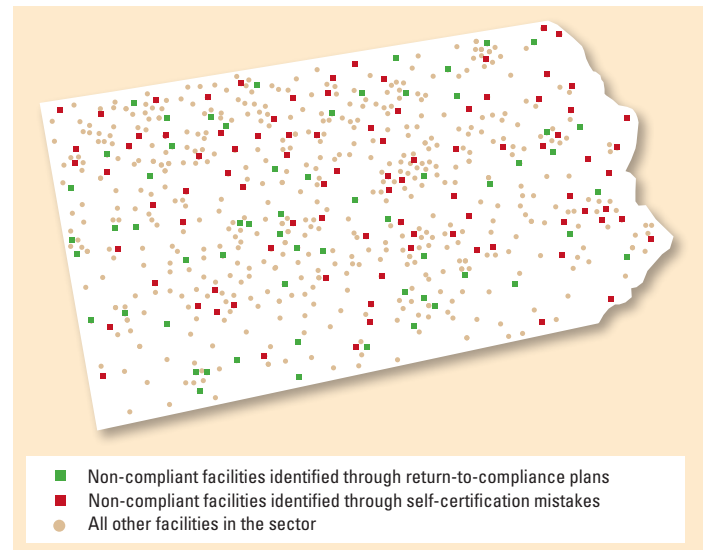 Non-compliant facilities identified through return-to-compliance plans
Non-compliant facilities identified through self-certification mistakes
All other facilities in the sector